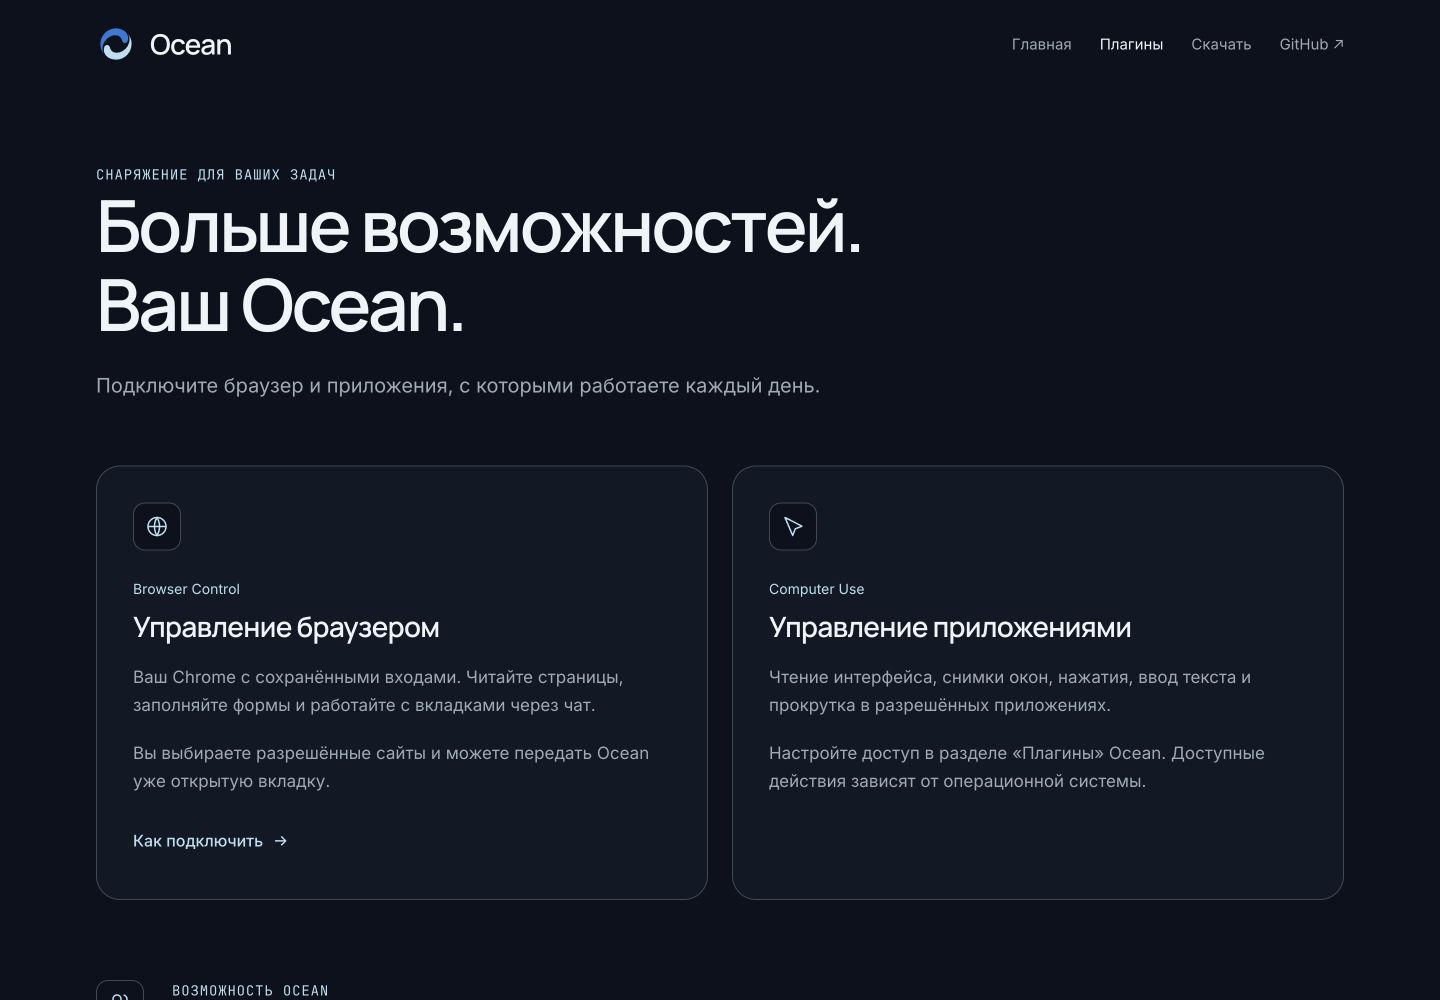 Ocean
Главная
Плагины
Скачать
GitHub ↗
СНАРЯЖЕНИЕ ДЛЯ ВАШИХ ЗАДАЧ
Больше возможностей.
Ваш Ocean.
Подключите браузер и приложения, с которыми работаете каждый день.
Browser Control
Управление браузером
Ваш Chrome с сохранёнными входами. Читайте страницы,
заполняйте формы и работайте с вкладками через чат.
Вы выбираете разрешённые сайты и можете передать Ocean
уже открытую вкладку.
Как подключить →
Computer Use
Управление приложениями
Чтение интерфейса, снимки окон, нажатия, ввод текста и
прокрутка в разрешённых приложениях.
Настройте доступ в разделе «Плагины» Ocean. Доступные
действия зависят от операционной системы.
ВОЗМОЖНОСТЬ OCEAN